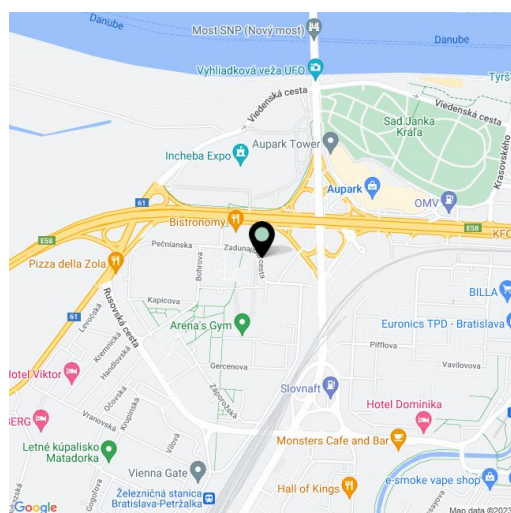 Danube
Most SNP (Nový most)
Danube
Vyhliadková veža UFO
Tyrš
Viedenská cesta
Viedenská cesta
Sad Janka
Kráľa
Krasovského
Aupark Tower
Incheba Expo
Aupark
OMV
61
E58
Bistronomy
E58
KFC
Pečnianska
Zadunaj
cesta
Pizza della Zola
Bohrova
BILLA
Rusovská cesta
Kapicova
61
Levočská
Arena's Gym
Euronics TPD - Bratislava
Kremnická
Handlovská
Pifflova
Gercenova
Vavilovova
Hotel Viktor
Slovnaft
Záporožská
Očovská
Krupinská
Hotel Dominika
BERG
Vranovská
Vilová
Monsters Cafe and Bar
Letné kúpalisko
Matadorka
Gogoľova
Vienna Gate
e-smoke vape shop
Hall of Kings
Železničná stanica
Bratislava-Petržalka
Google
Map data ©2023